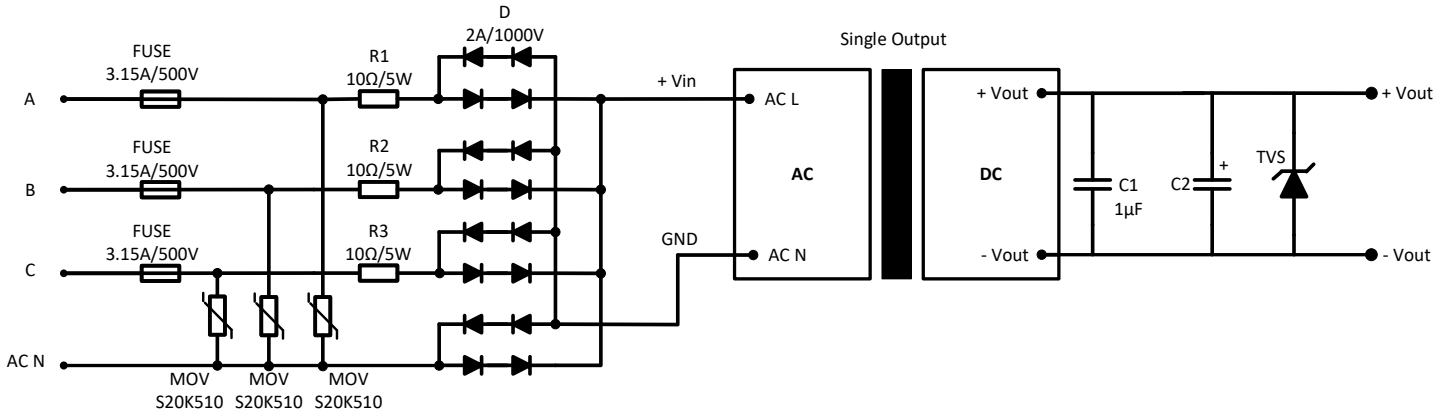 D
2A/1000V
Single Output
FUSE
3.15A/500V
R1
10Ω/5W
A
+ Vin
AC L
+ Vout
+ Vout
FUSE
3.15A/500V
R2
10Ω/5W
B
AC
DC
C1
1µF
C2
+
TVS
FUSE
3.15A/500V
R3
10Ω/5W
C
GND
AC N
- Vout
- Vout
AC N
MOV
S20K510
MOV
S20K510
MOV
S20K510